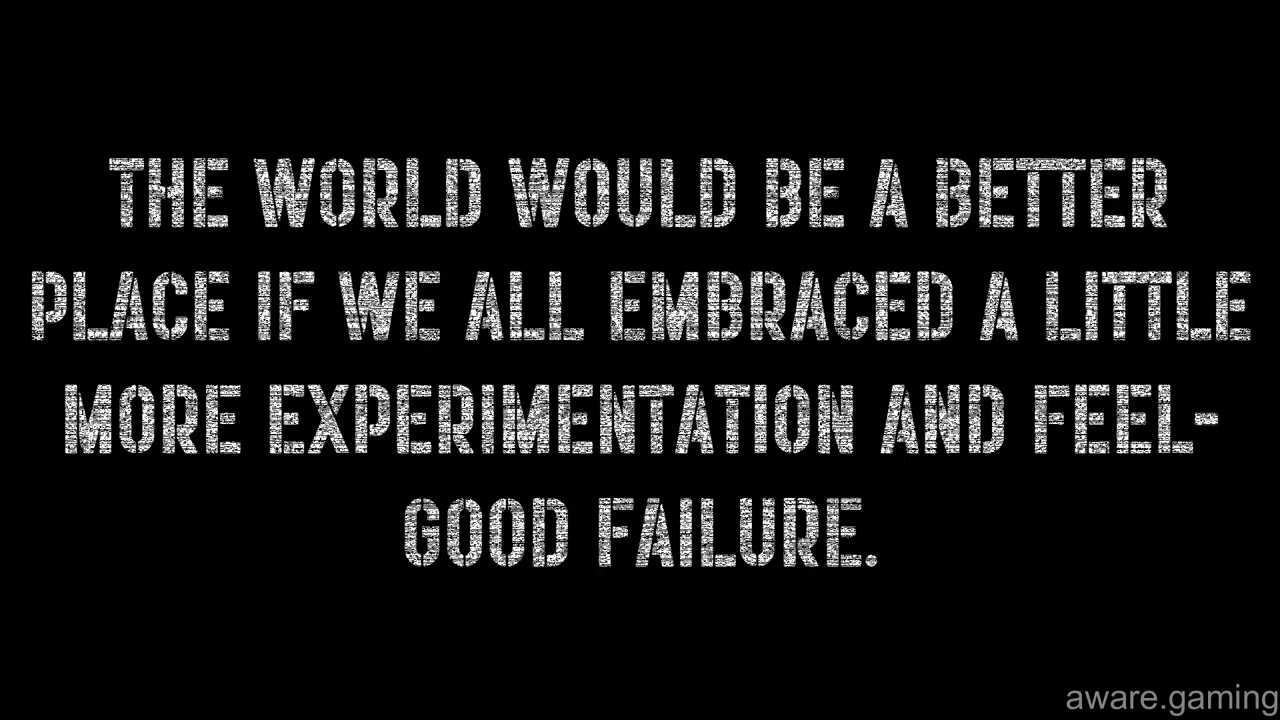 THE WORLD WOULD BE A BETTER
PLACE IF WE ALL EMBRACED A LITTLE
MORE EXPERIMENTATION AND FEEL-
GOOD FAILURE.
aware.gaming